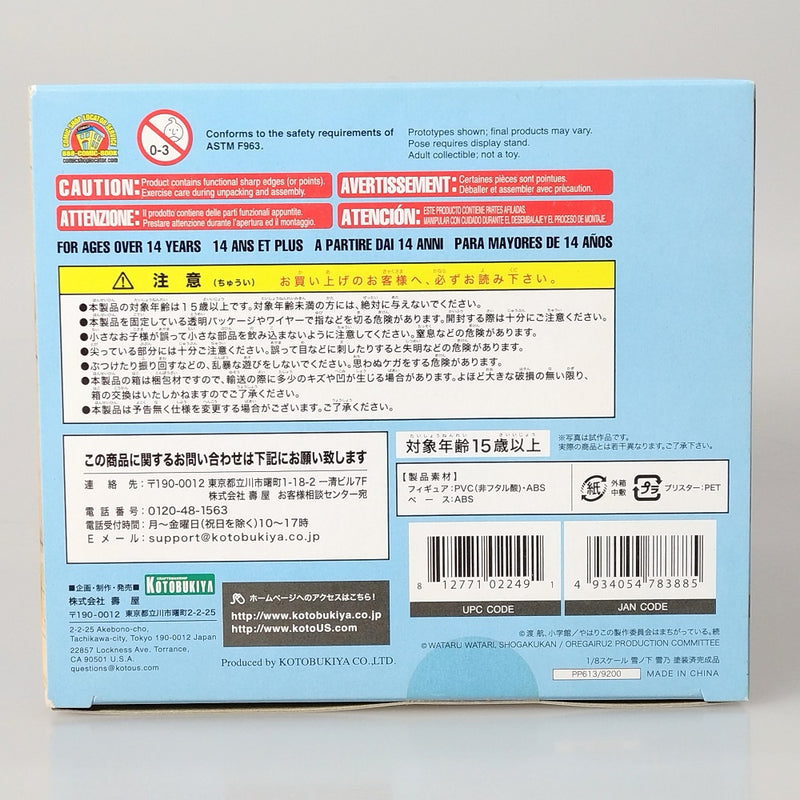 COMIC SHOP LOCATOR SERVICE
888-COMIC-BOOK
comicshoplocator.com
0-3
Conforms to the safety requirements of
ASTM F963.
Prototypes shown; final products may vary.
Pose requires display stand.
Adult collectible; not a toy.
CAUTION: Product contains functional sharp edges (or points).
Exercise care during unpacking and assembly.
AVERTISSEMENT: Certaines pièces sont pointues.
Déballer et assembler avec précaution.
ATTENZIONE: Il prodotto contiene delle parti funzionali appuntite.
Prestare attenzione durante l'apertura ed il montaggio.
ATENCIÓN: ESTE PRODUCTO CONTIENE PARTES AFILADAS.
MANIPULAR CON CUIDADO DURANTE EL DESEMBALAJE Y EL PROCESO DE MONTAJE.
FOR AGES OVER 14 YEARS 14 ANS ET PLUS A PARTIRE DAI 14 ANNI PARA MAYORES DE 14 AÑOS
注意(ちゅうい) お買い上げのお客様へ、必ずお読み下さい。
●本製品の対象年齢は15歳以上です。対象年齢未満の方には、絶対に与えないでください。
●本製品を固定している透明パッケージやワイヤーで指などを切る危険があります。開封する際は十分にご注意ください。
●小さなお子様が誤って小さな部品を飲み込まないように注意してください。窒息などの危険があります。
●尖っている部分には十分ご注意ください。誤って目などに刺したりすると失明などの危険があります。
●ぶつけたり振り回すなどの、乱暴な遊びをしないでください。思わぬケガをする危険があります。
●本製品の箱は梱包材ですので、輸送の際に多少のキズや凹が生じる場合があります。よほど大きな破損の無い限り、
箱の交換はいたしかねますのでご了承ください。
●本製品は予告無く仕様を変更する場合がございます。ご了承ください。
この商品に関するお問い合わせは下記にお願い致します
連絡先:〒190-0012 東京都立川市曙町2-1-18-2 一清ビル7F
株式会社 壽屋 お客様相談センター宛
電話番号:0120-48-1563
電話受付時間:月〜金曜日(祝日を除く)10〜17時
Eメール:support@kotobukiya.co.jp
対象年齢15歳以上
※写真は試作品です。
実際の商品とは若干異なります。ご了承下さい。
【製品素材】
フィギュア:PVC(非フタル酸)・ABS
ベース:ABS
紙
外箱
中敷
プラ
ブリスター:PET
8 12771 02249 1
UPC CODE
4 934054 783885
JAN CODE
■企画・制作・発売■
株式会社 壽屋
KOTOBUKIYA
〒190-0012 東京都立川市曙町2-2-25
2-2-25 Akebono-cho,
Tachikawa-city, Tokyo 190-0012 Japan
22857 Lockness Ave. Torrance,
CA 90501 U.S.A.
questions@kotous.com
ホームページへのアクセスはこちら!
http://www.kotobukiya.co.jp
http://www.kotoUS.com
Produced by KOTOBUKIYA CO.,LTD.
©渡 航、小学館/やはりこの製作委員会はまちがっている。続
©WATARU WATARI, SHOGAKUKAN / OREGAIRU2 PRODUCTION COMMITTEE
1/8スケール 雪ノ下 雪乃 塗装済完成品
PP613/9200
MADE IN CHINA